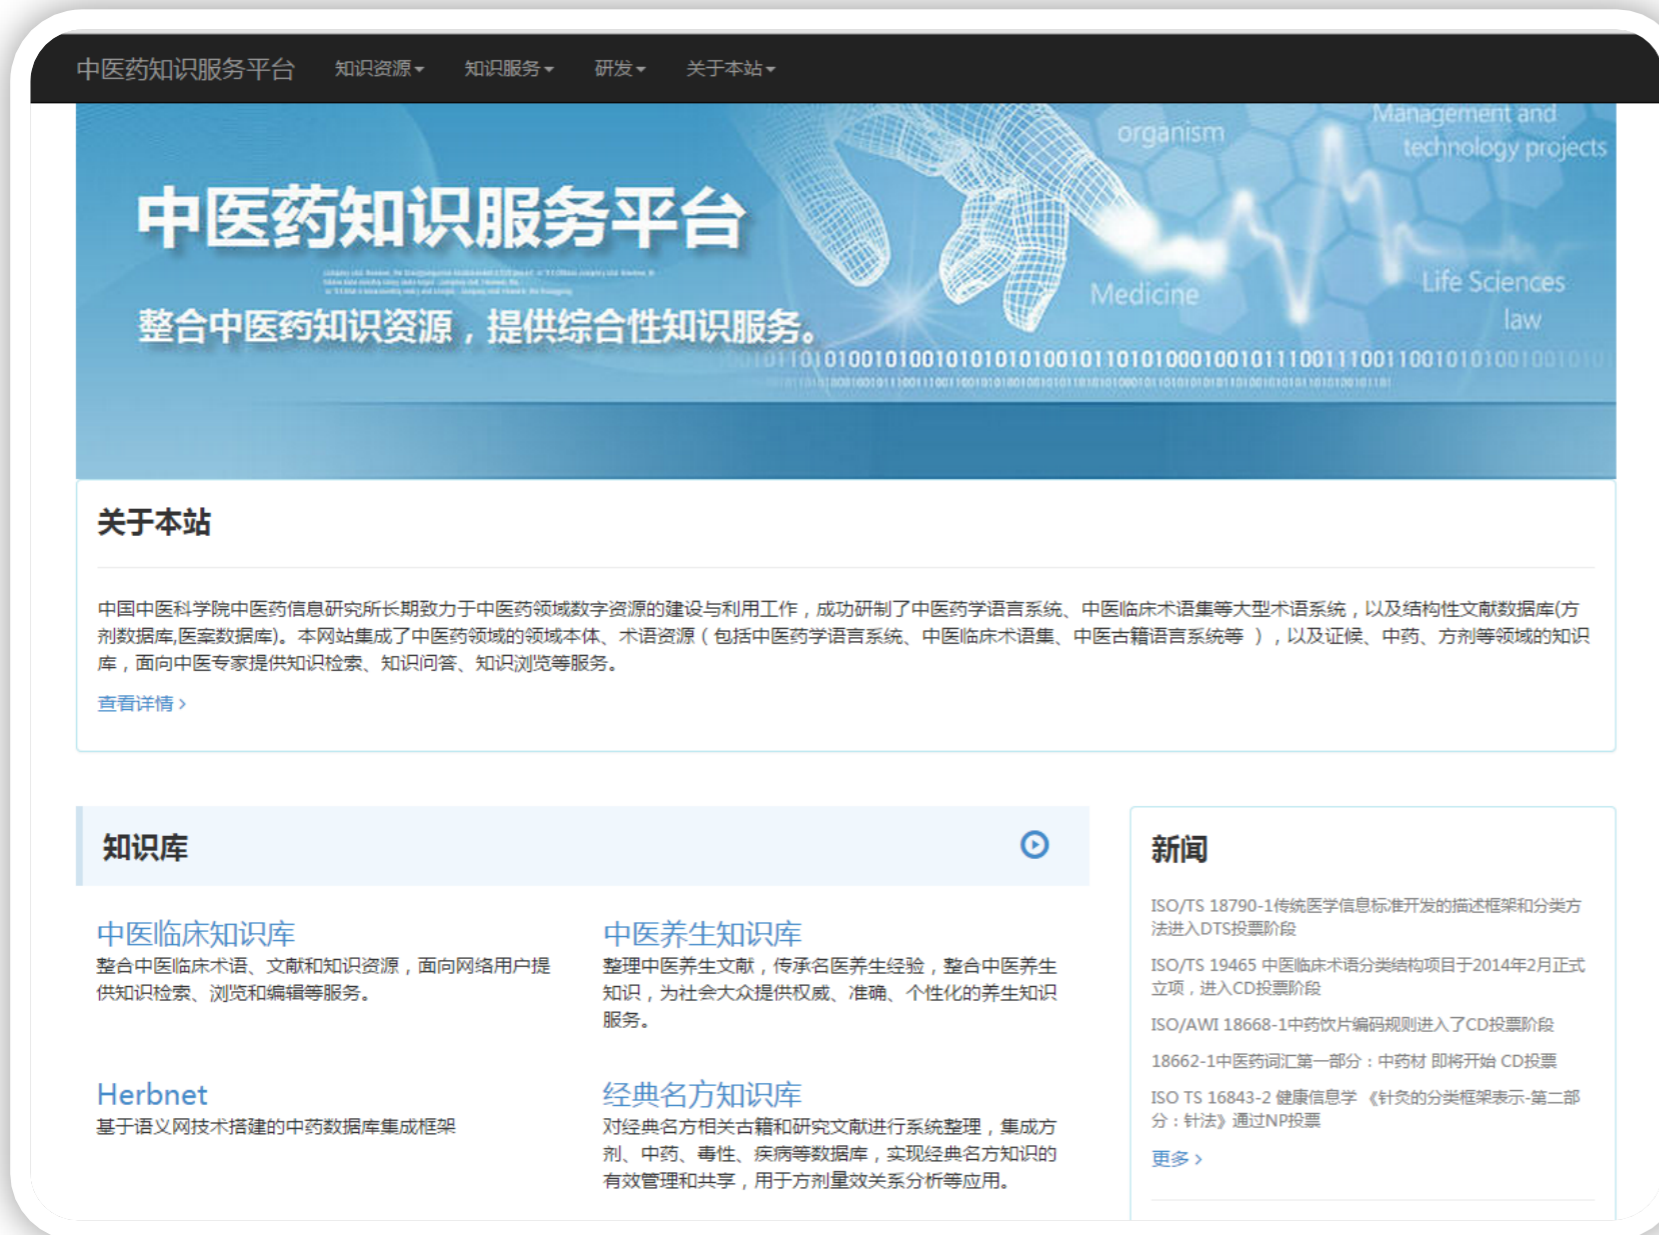 中医药知识服务平台 知识资源 知识服务 研发 关于本站
organism
Management and
technology projects
中医药知识服务平台
Medicine
Life Sciences
law
整合中医药知识资源，提供综合性知识服务。
关于本站
中国中医科学院中医药信息研究所长期致力于中医药领域数字资源的建设与利用工作，成功研制了中医药学语言系统、中医临床术语集等大型术语系统，以及结构性文献数据库(方
剂数据库,医案数据库)。本网站集成了中医药领域的领域本体、术语资源（包括中医药学语言系统、中医临床术语集、中医古籍语言系统等 ），以及证候、中药、方剂等领域的知识
库，面向中医专家提供知识检索、知识问答、知识浏览等服务。
查看详情
知识库
中医临床知识库
整合中医临床术语、文献和知识资源，面向网络用户提
供知识检索、浏览和编辑等服务。
中医养生知识库
整理中医养生文献，传承名医养生经验，整合中医养生
知识，为社会大众提供权威、准确、个性化的养生知识
服务。
Herbnet
基于语义网技术搭建的中药数据库集成框架
经典名方知识库
对经典名方相关古籍和研究文献进行系统整理，集成方
剂、中药、毒性、疾病等数据库，实现经典名方知识的
有效管理和共享，用于方剂量效关系分析等应用。
新闻
ISO/TS 18790-1传统医学信息标准开发的描述框架和分类方
法进入DTS投票阶段
ISO/TS 19465 中医临床术语分类结构项目于2014年2月正式
立项，进入CD投票阶段
ISO/AWI 18668-1中药饮片编码规则进入了CD投票阶段
18662-1中医药词汇第一部分：中药材 即将开始 CD投票
ISO TS 16843-2 健康信息学 《针灸的分类框架表示-第二部
分：针法》通过NP投票
更多